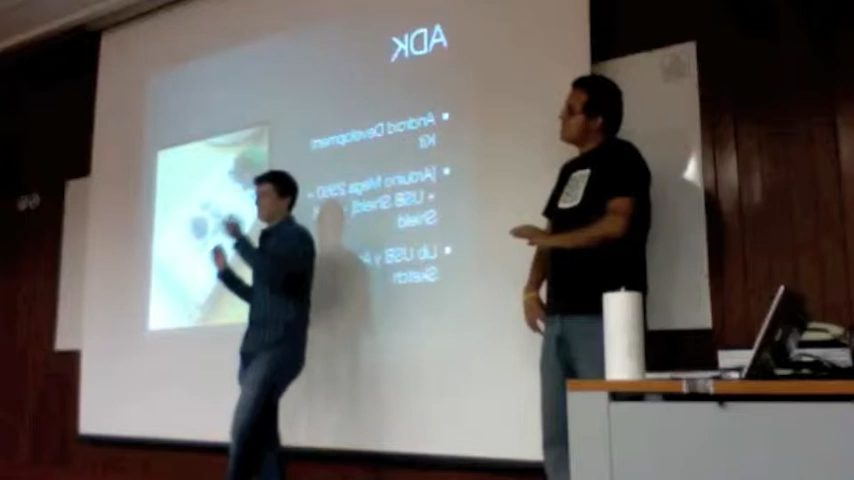 ADK
Android Development
Kit
(Arduino Mega 2560
+ USB Shield)
Shield
Lib USB y
Sketch